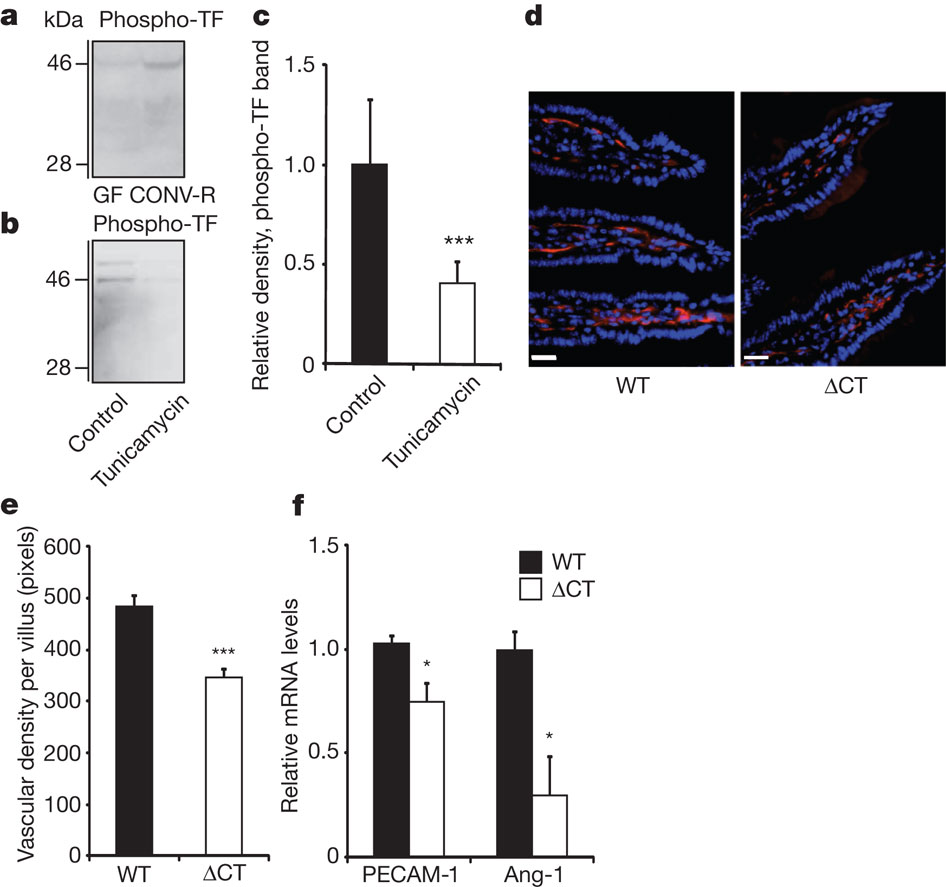 a
kDa Phospho-TF
46
28
GF CONV-R
b
Phospho-TF
46
28
Control
Tunicamycin
c
Relative density, phospho-TF band
1.5
1.0
0.5
0
***
Control
Tunicamycin
d
WT
ΔCT
e
Vascular density per villus (pixels)
600
500
400
300
200
100
0
***
WT
ΔCT
f
Relative mRNA levels
1.5
1.0
0.5
0
WT
ΔCT
*
*
PECAM-1
Ang-1